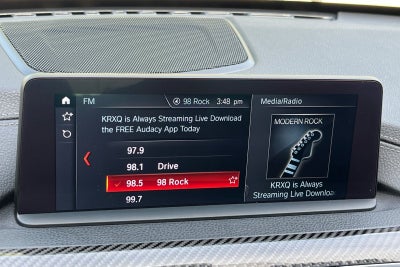 FM
98 Rock 3:48 pm
Media/Radio
KRXQ is Always Streaming Live Download
the FREE Audacy App Today
97.9
98.1 Drive
98.5 98 Rock
99.7
MODERN ROCK
KRXQ is Always
Streaming Live Downloa